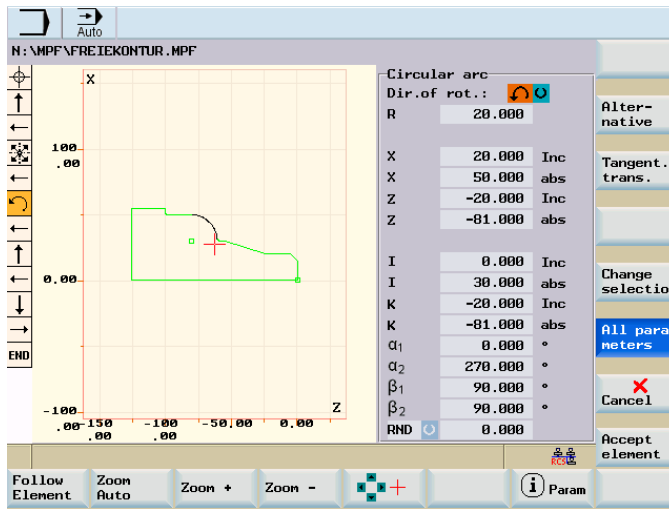 Auto
N:\MPF\FREIEKONTUR.MPF
X
100
.00
0.00
-100
.00
-150
.00
-100
.00
-50.00
0.00
Z
END
Circular arc
Dir.of rot.:
R 20.000
X 20.000 Inc
X 50.000 abs
Z -20.000 Inc
Z -81.000 abs
I 0.000 Inc
I 30.000 abs
K -20.000 Inc
K -81.000 abs
α1 0.000 °
α2 270.000 °
β1 90.000 °
β2 90.000 °
RND 0.000
Alter-
native
Tangent.
trans.
Change
selectio
All para
meters
Cancel
Accept
element
RCS
Follow
Element
Zoom
Auto
Zoom +
Zoom -
i Param